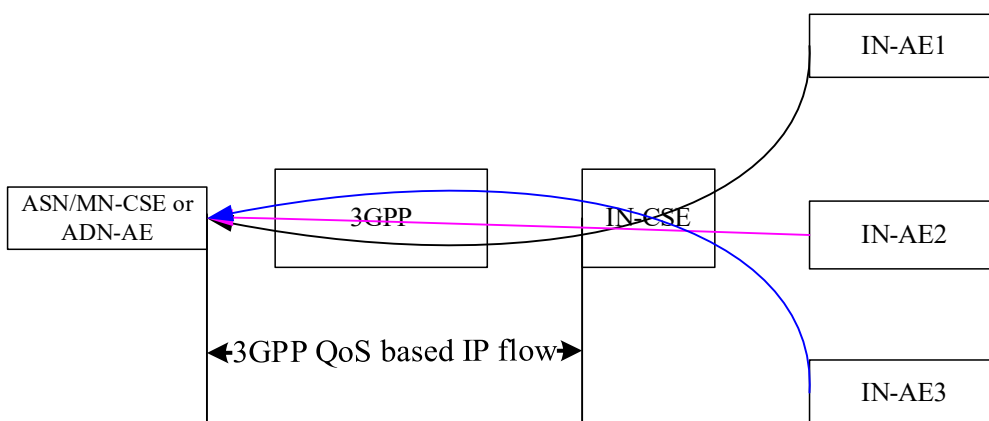 IN-AE1
ASN/MN-CSE or
ADN-AE
3GPP
IN-CSE
IN-AE2
3GPP QoS based IP flow
IN-AE3